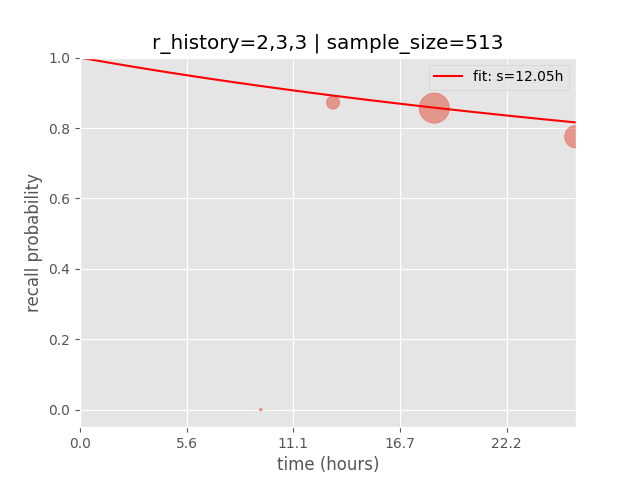 r_history=2,3,3 | sample_size=513
fit: s=12.05h
1.0
0.8
0.6
0.4
0.2
0.0
recall probability
0.0 5.6 11.1 16.7 22.2
time (hours)